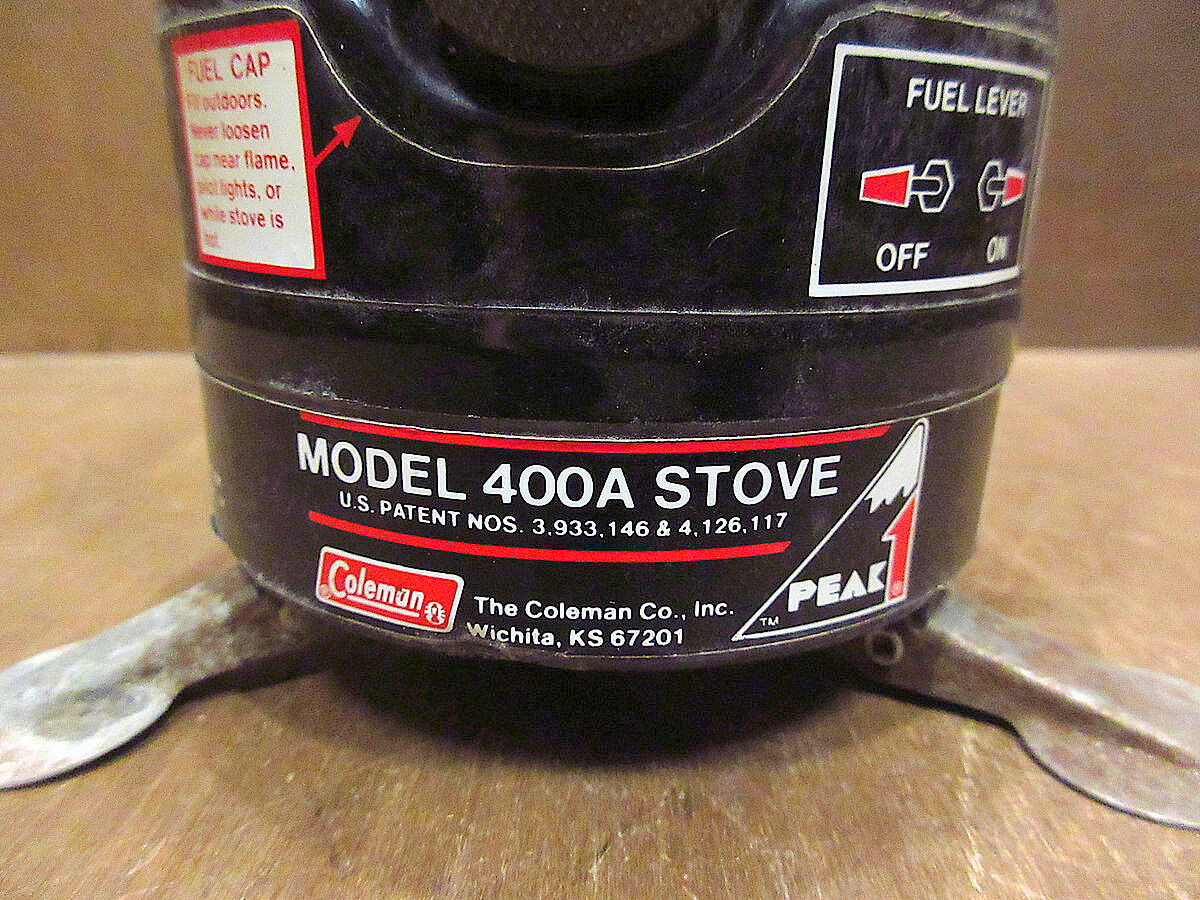 FUEL CAP
Fill outdoors.
Never loosen
cap near flame,
pilot lights, or
while stove is
hot.
FUEL LEVER
OFF ON
MODEL 400A STOVE
U.S. PATENT NOS. 3,933,146 & 4,126,117
®Coleman
The Coleman Co., Inc.
Wichita, KS 67201
PEAK 1®
TM